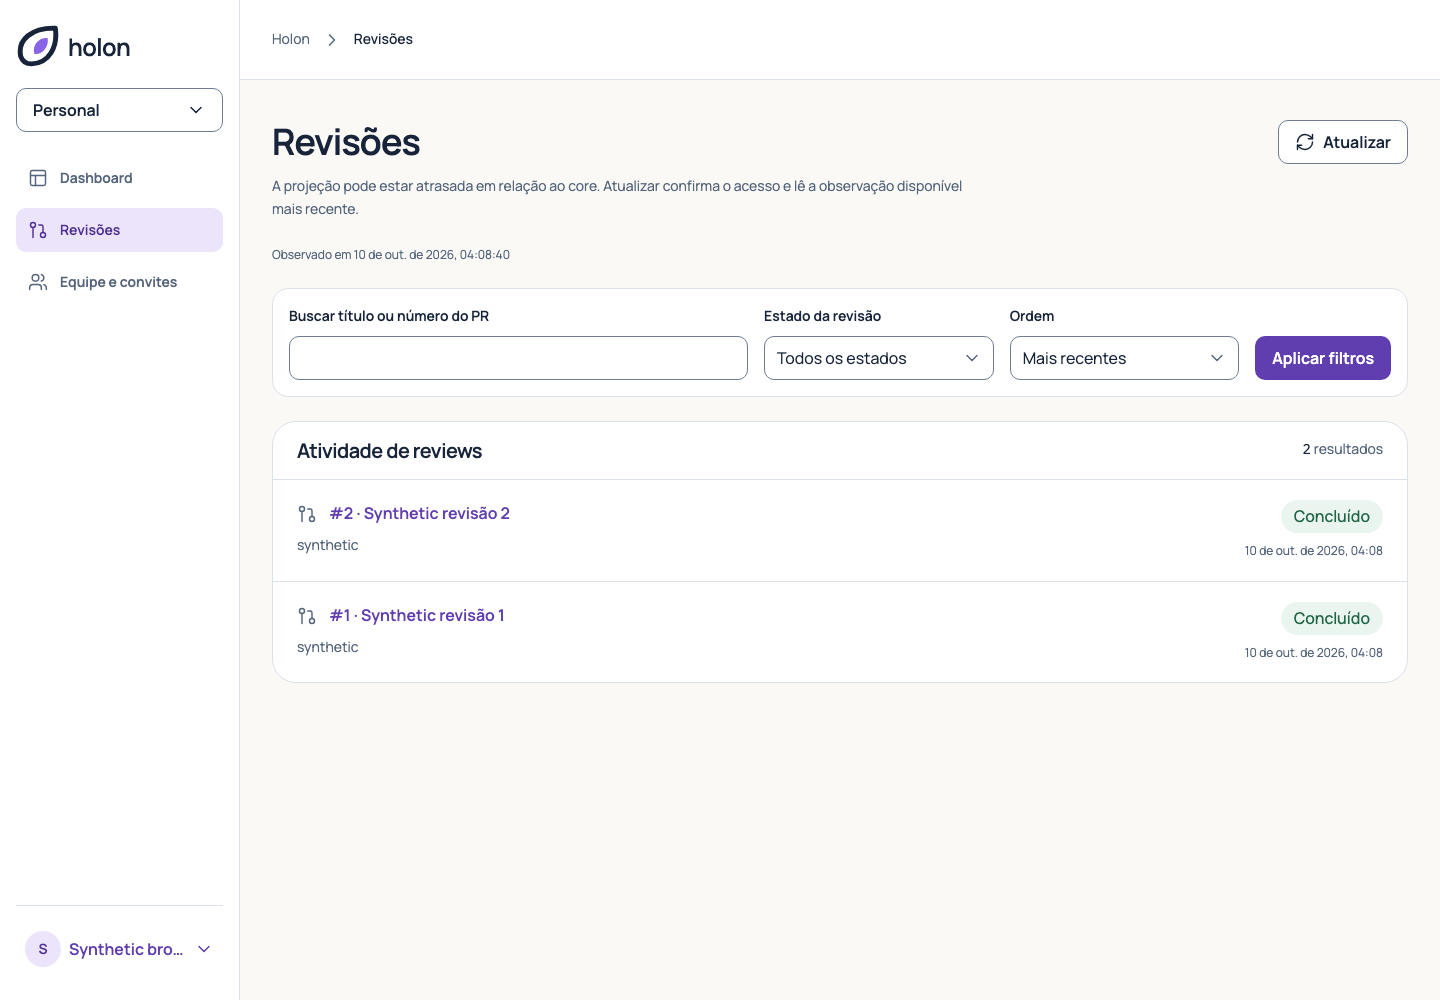 holon
Personal
Dashboard
Revisões
Equipe e convites
Synthetic bro...
S
Holon
Revisões
Revisões
Atualizar
A projeção pode estar atrasada em relação ao core. Atualizar confirma o acesso e lê a observação disponível
mais recente.
Observado em 10 de out. de 2026, 04:08:40
Buscar título ou número do PR
Estado da revisão
Ordem
Todos os estados
Mais recentes
Aplicar filtros
Atividade de reviews
2 resultados
#2 · Synthetic revisão 2
Concluído
synthetic
10 de out. de 2026, 04:08
#1 · Synthetic revisão 1
Concluído
synthetic
10 de out. de 2026, 04:08